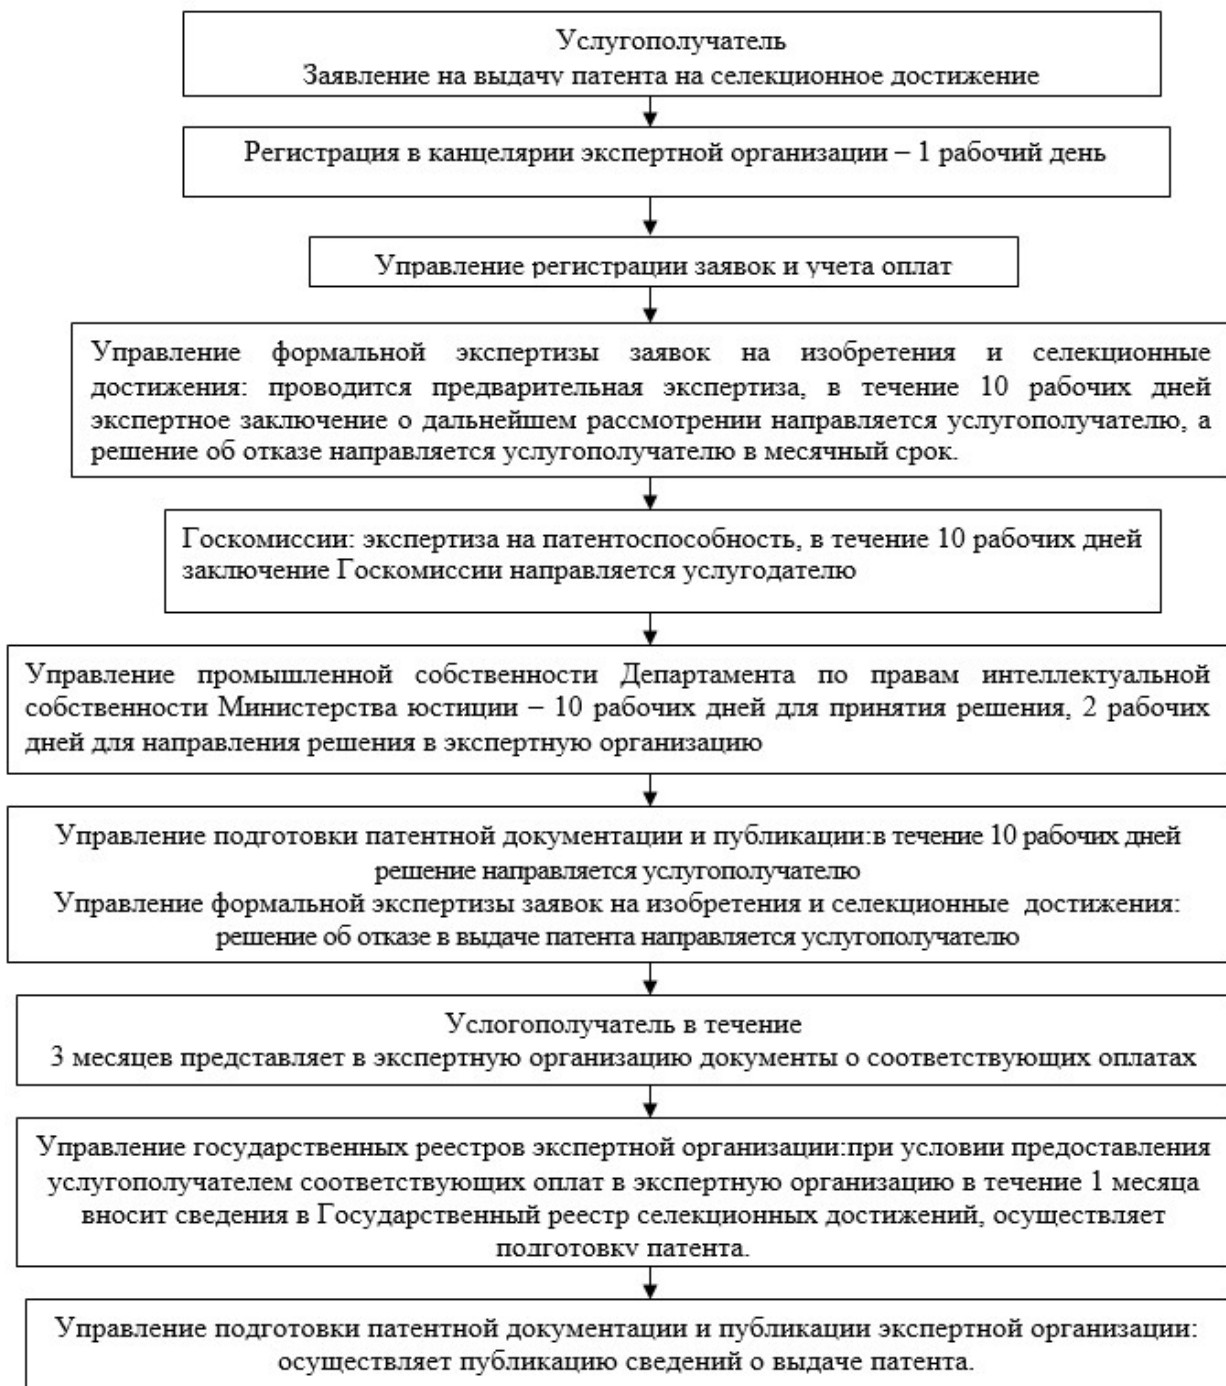 Услугополучатель
Заявление на выдачу патента на селекционное достижение
Регистрация в канцелярии экспертной организации – 1 рабочий день
Управление регистрации заявок и учета оплат
Управление формальной экспертизы заявок на изобретения и селекционные
достижения: проводится предварительная экспертиза, в течение 10 рабочих дней
экспертное заключение о дальнейшем рассмотрении направляется услугополучателю, а
решение об отказе направляется услугополучателю в месячный срок.
Госкомиссии: экспертиза на патентоспособность, в течение 10 рабочих дней
заключение Госкомиссии направляется услугодателю
Управление промышленной собственности Департамента по правам интеллектуальной
собственности Министерства юстиции – 10 рабочих дней для принятия решения, 2 рабочих
дней для направления решения в экспертную организацию
Управление подготовки патентной документации и публикации:в течение 10 рабочих дней
решение направляется услугополучателю
Управление формальной экспертизы заявок на изобретения и селекционные достижения:
решение об отказе в выдаче патента направляется услугополучателю
Услогополучатель в течение
3 месяцев представляет в экспертную организацию документы о соответствующих оплатах
Управление государственных реестров экспертной организации:при условии предоставления
услугополучателем соответствующих оплат в экспертную организацию в течение 1 месяца
вносит сведения в Государственный реестр селекционных достижений, осуществляет
подготовку патента.
Управление подготовки патентной документации и публикации экспертной организации:
осуществляет публикацию сведений о выдаче патента.